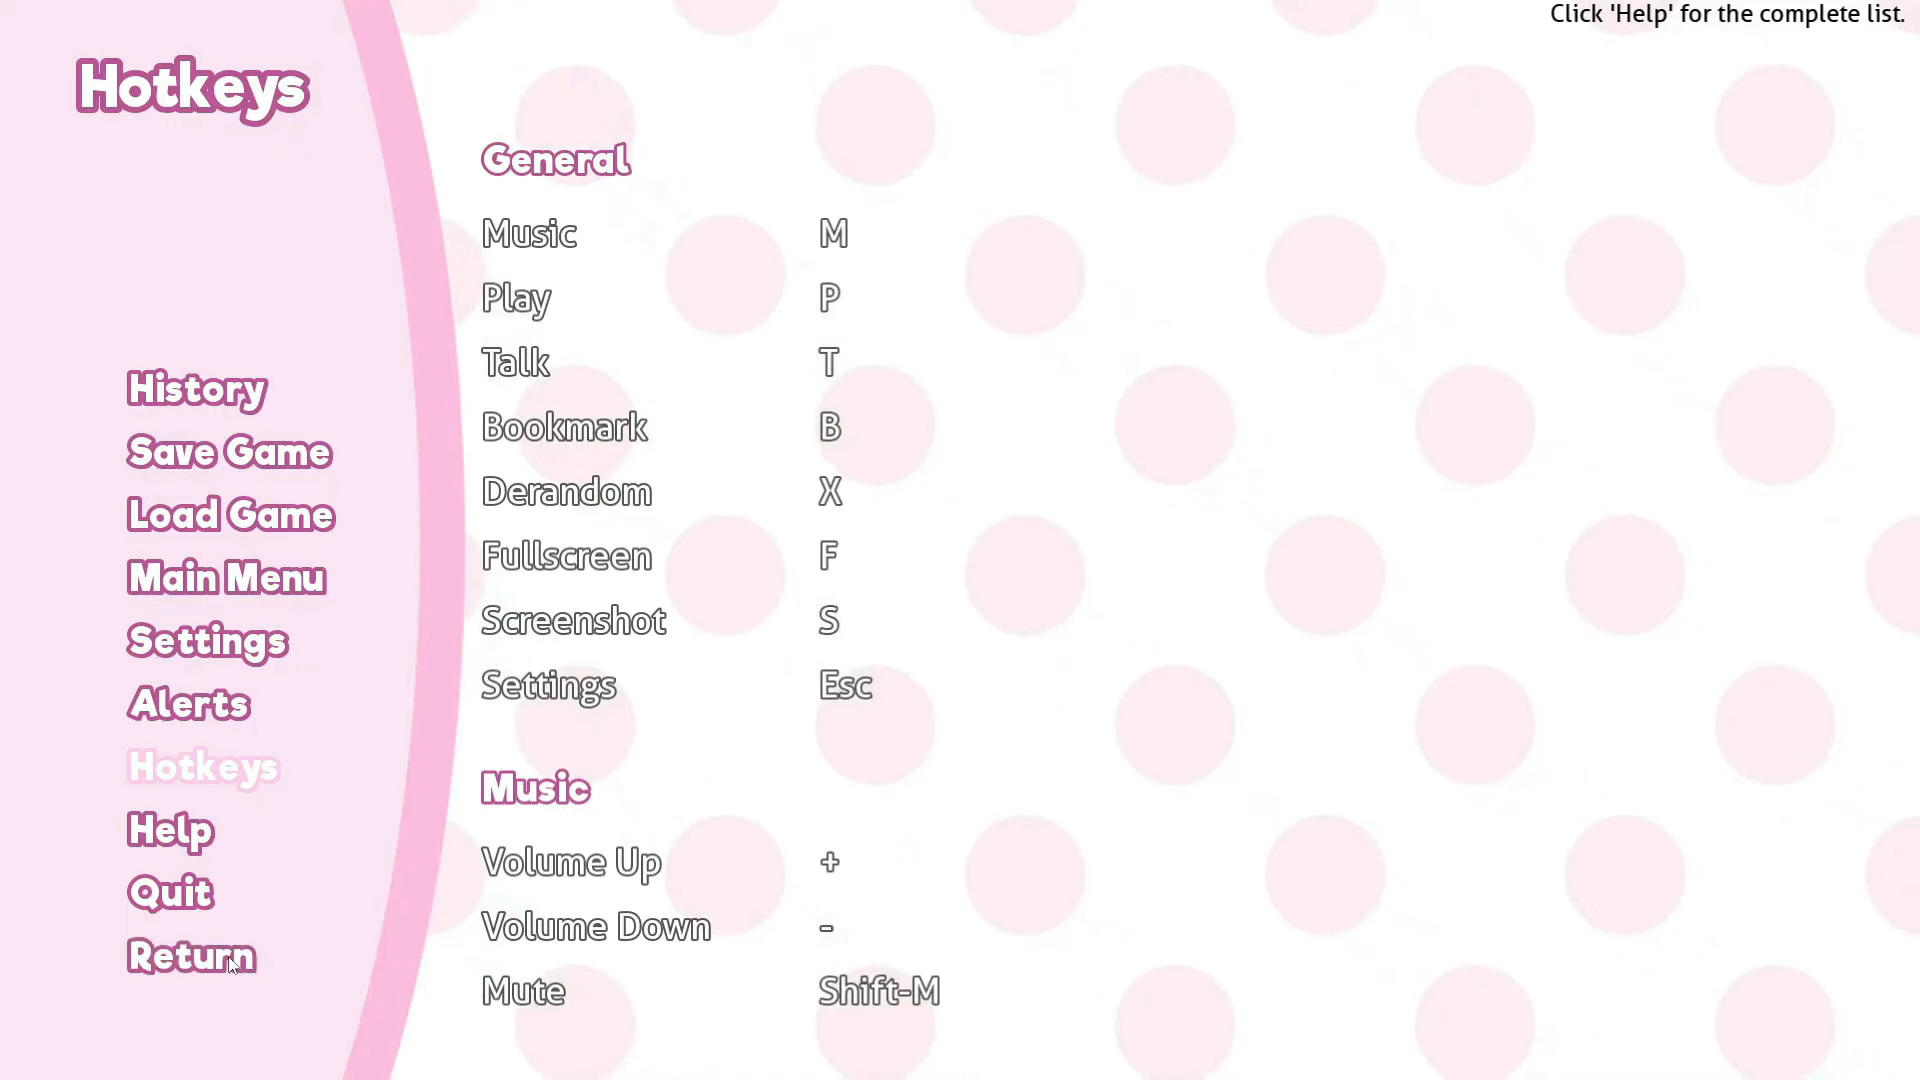 Click 'Help' for the complete list.
Hotkeys
History
Save Game
Load Game
Main Menu
Settings
Alerts
Hotkeys
Help
Quit
Return
General
Music M
Play P
Talk T
Bookmark B
Derandom X
Fullscreen F
Screenshot S
Settings Esc
Music
Volume Up +
Volume Down -
Mute Shift-M